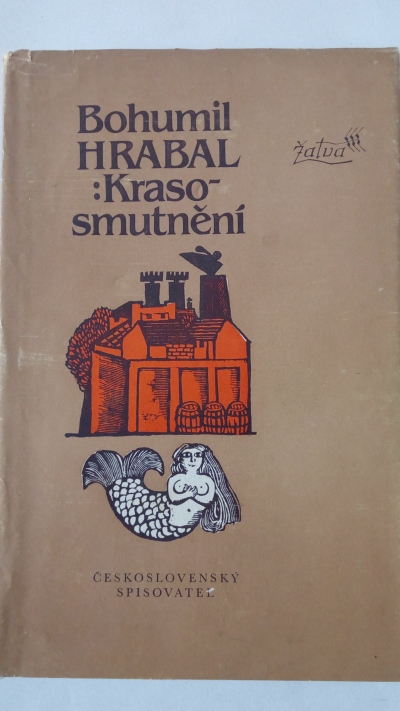 Bohumil
HRABAL
:Kraso-
smutnění
žatva
ČESKOSLOVENSKÝ
SPISOVATEL